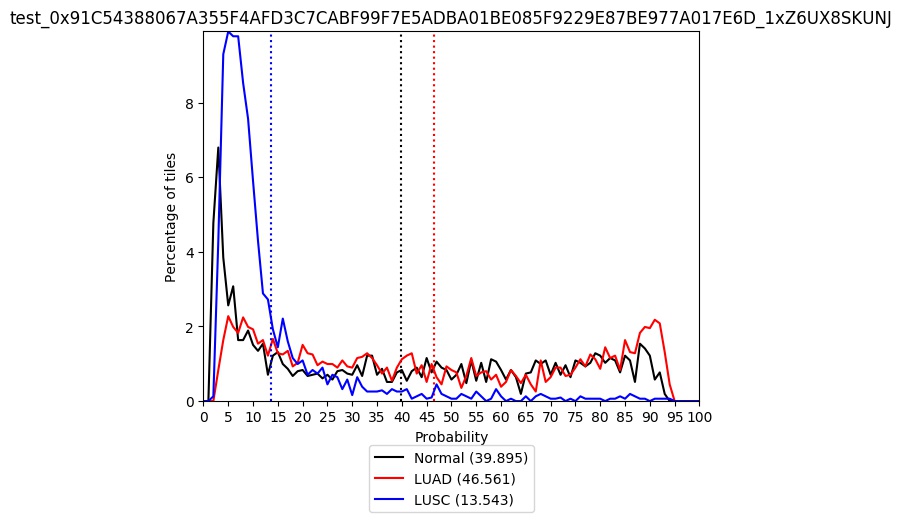 test_0x91C54388067A355F4AFD3C7CABF99F7E5ADBA01BE085F9229E87BE977A017E6D_1xZ6UX8SKUNJ
8
6
4
2
0
Percentage of tiles
0 5 10 15 20 25 30 35 40 45 50 55 60 65 70 75 80 85 90 95 100
Probability
Normal (39.895)
LUAD (46.561)
LUSC (13.543)